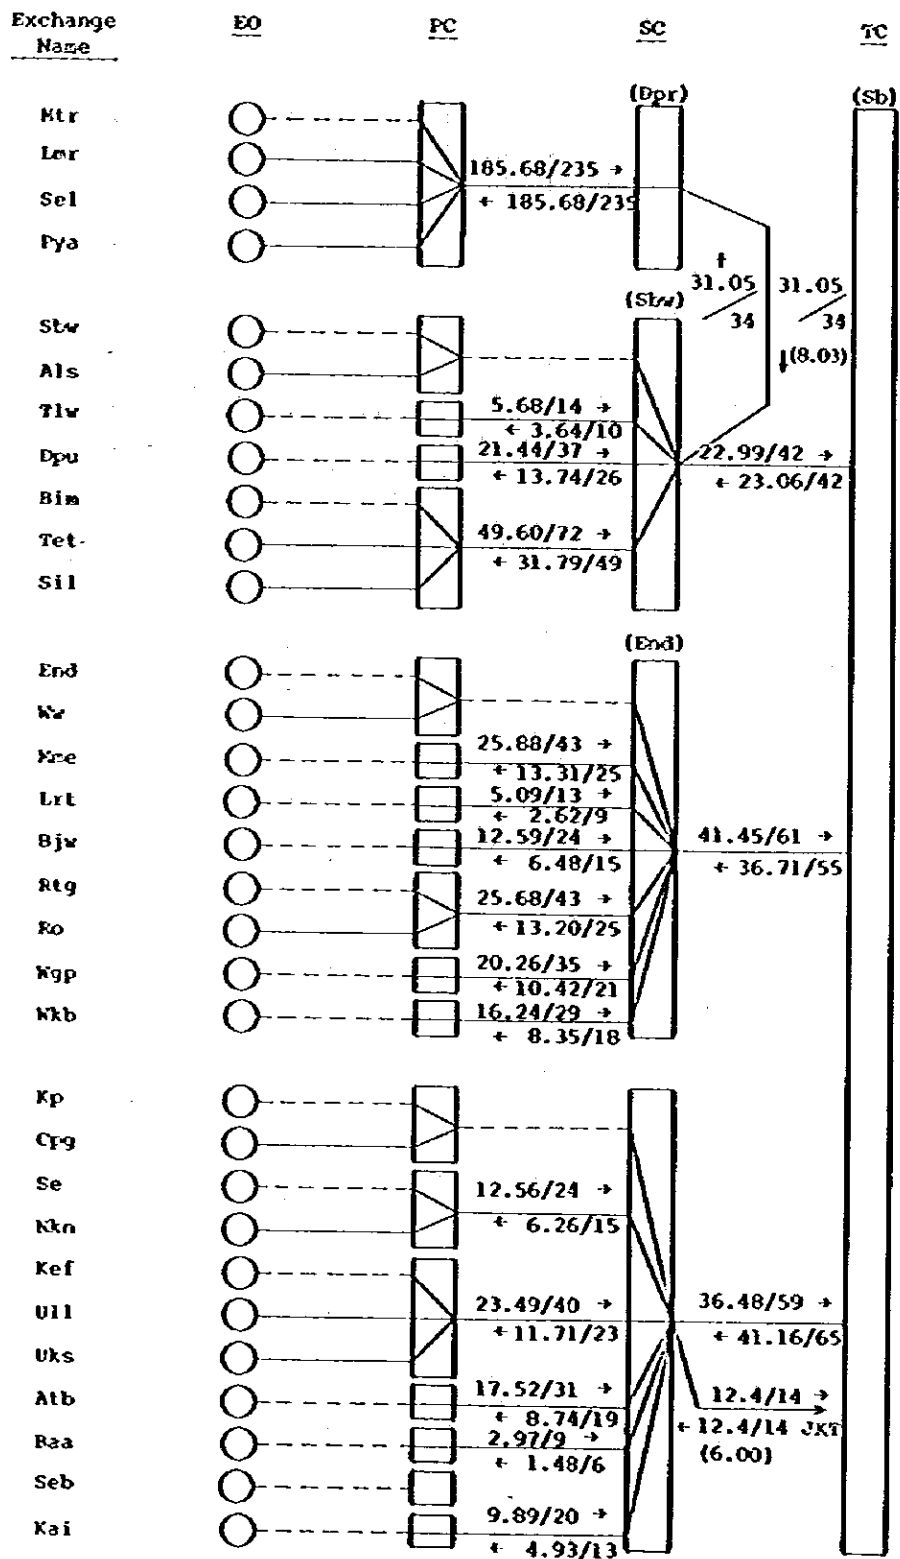 Exchange Name EO PC SC TC
(Dpr) (Sb)
Mtr
Lmr 185.68/235 →
Sel ← 185.68/235
Pya
↑
31.05 31.05
34 34
(Sbw)
↓(8.03)
Sbw
Als
Tlw 5.68/14 →
← 3.64/10
Dpu 21.44/37 → 22.99/42 →
← 13.74/26 ← 23.06/42
Bim
Tet 49.60/72 →
← 31.79/49
Sil
(End)
End
Ww
Mme 25.88/43 →
← 13.31/25
Lrt 5.09/13 →
← 2.62/9
Bjw 12.59/24 → 41.45/61 →
← 6.48/15 ← 36.71/55
Rtg 25.68/43 →
Ro ← 13.20/25
Wgp 20.26/35 →
← 10.42/21
Wkb 16.24/29 →
← 8.35/18
Kp
Cpg
Se 12.56/24 →
Kkn ← 6.26/15
Kef
Ull 23.49/40 → 36.48/59 →
← 11.71/23 ← 41.16/65
Uks
Atb 17.52/31 → 12.4/14 →
← 8.74/19 ← 12.4/14 JKT
Baa 2.97/9 → (6.00)
← 1.48/6
Seb
Kai 9.89/20 →
← 4.93/13